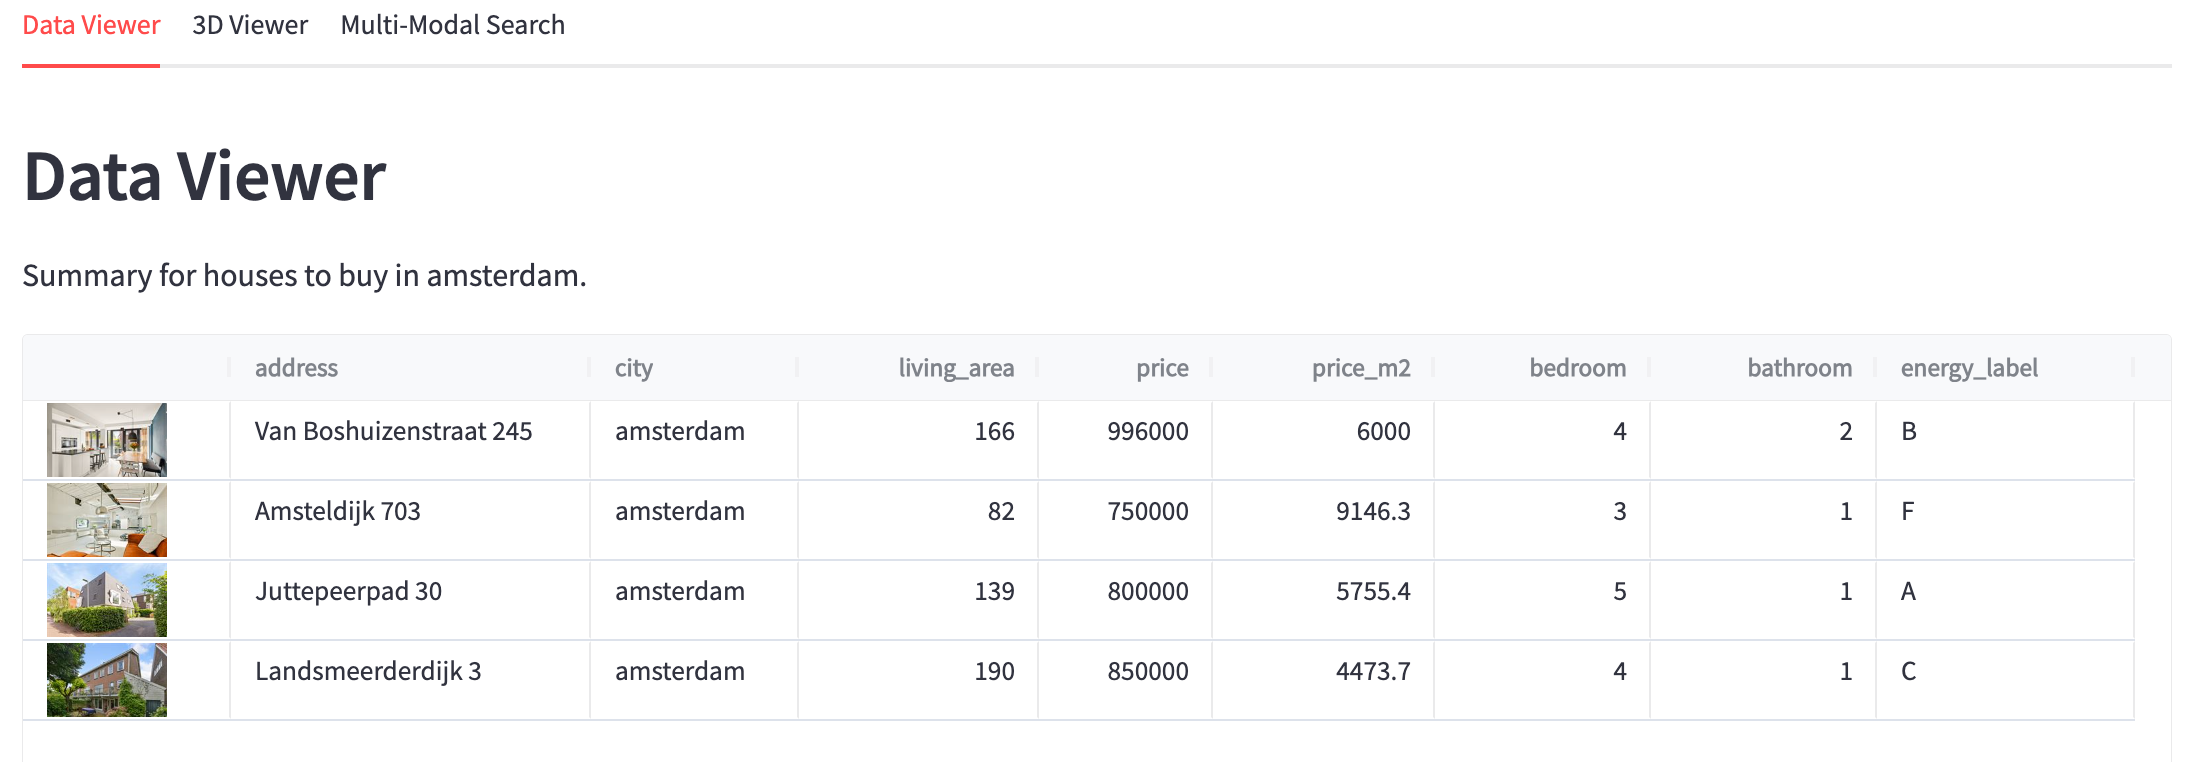 Data Viewer 3D Viewer Multi-Modal Search
Data Viewer
Summary for houses to buy in amsterdam.
address city living_area price price_m2 bedroom bathroom energy_label
Van Boshuizenstraat 245 amsterdam 166 996000 6000 4 2 B
Amsteldijk 703 amsterdam 82 750000 9146.3 3 1 F
Juttepeerpad 30 amsterdam 139 800000 5755.4 5 1 A
Landsmeerderdijk 3 amsterdam 190 850000 4473.7 4 1 C